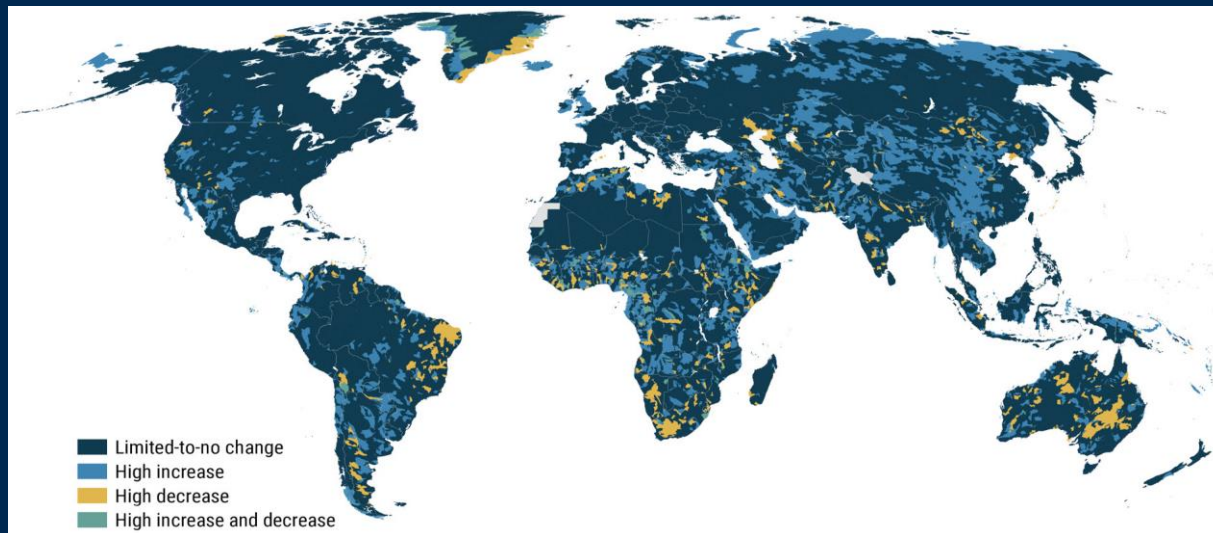 Limited-to-no change
High increase
High decrease
High increase and decrease